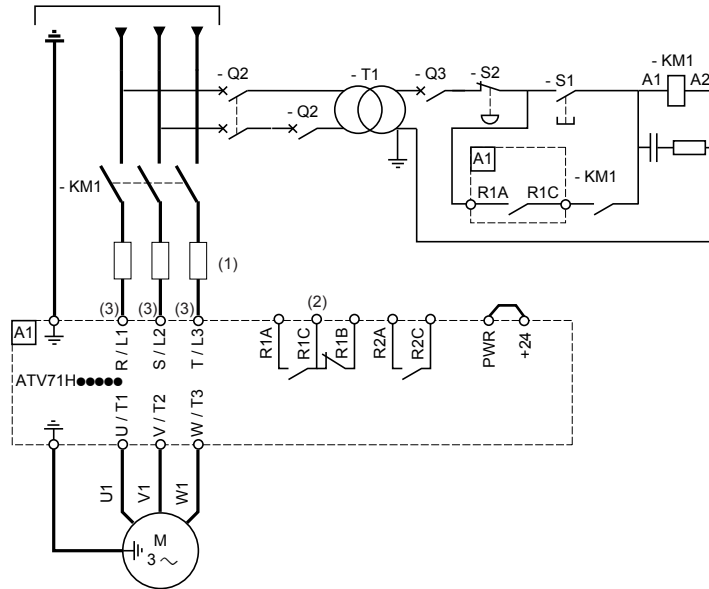 - Q2
- T1
- Q3
- S2
- S1
- KM1
A1
A2
- Q2
A1
- KM1
R1A
R1C
- KM1
(1)
(3)
(3)
(3)
(2)
A1
R / L1
S / L2
T / L3
R1A
R1C
R1B
R2A
R2C
PWR
+24
ATV71H●●●●●
U / T1
V / T2
W / T3
U1
V1
W1
M
3 ~